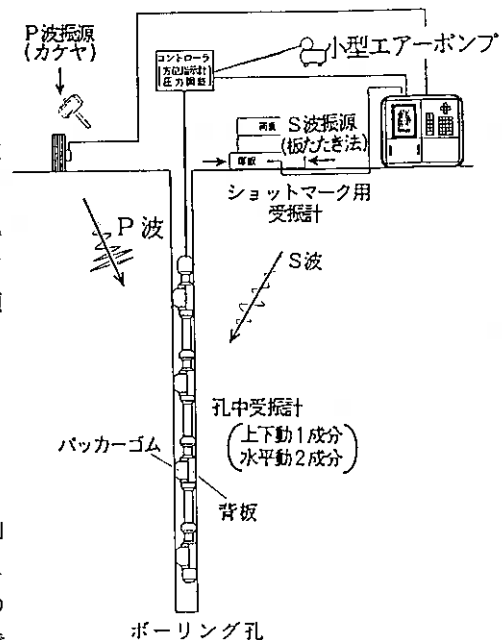 P波振源
(カケヤ)
コントローラ
方位指示計
圧力調整
小型エアーポンプ
S波振源
(板たたき法)
厚板
ショットマーク用
受振計
P波
S波
孔中受振計
上下動1成分
水平動2成分
パッカーゴム
背板
ボーリング孔